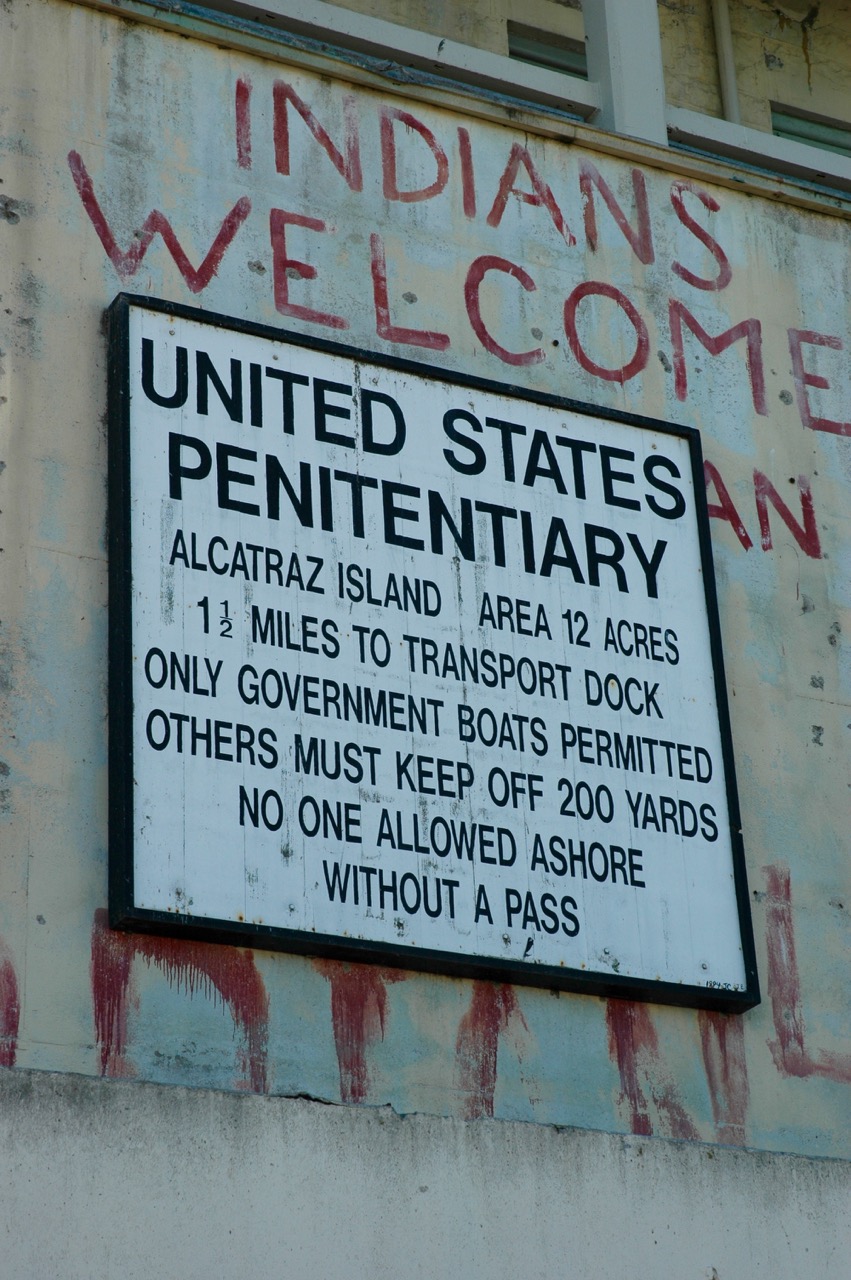 INDIANS
WELCOME
UNITED STATES
PENITENTIARY
ALCATRAZ ISLAND AREA 12 ACRES
1½ MILES TO TRANSPORT DOCK
ONLY GOVERNMENT BOATS PERMITTED
OTHERS MUST KEEP OFF 200 YARDS
NO ONE ALLOWED ASHORE
WITHOUT A PASS